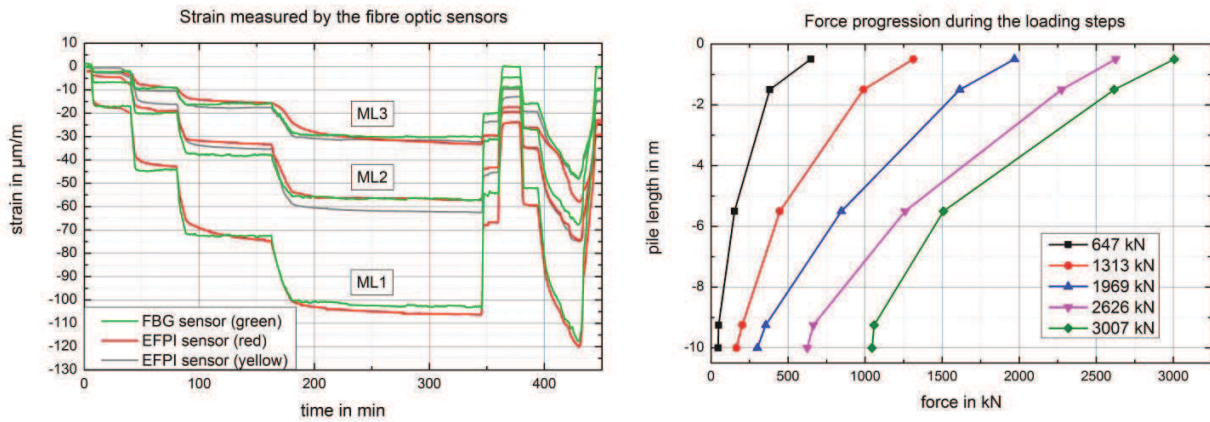 Strain measured by the fibre optic sensors
10
0
-10
-20
-30
-40
-50
-60
-70
-80
-90
-100
-110
-120
-130
strain in µm/m
ML3
ML2
ML1
FBG sensor (green)
EFPI sensor (red)
EFPI sensor (yellow)
0 100 200 300 400
time in min
Force progression during the loading steps
0
-2
-4
-6
-8
-10
pile length in m
647 kN
1313 kN
1969 kN
2626 kN
3007 kN
0 500 1000 1500 2000 2500 3000
force in kN